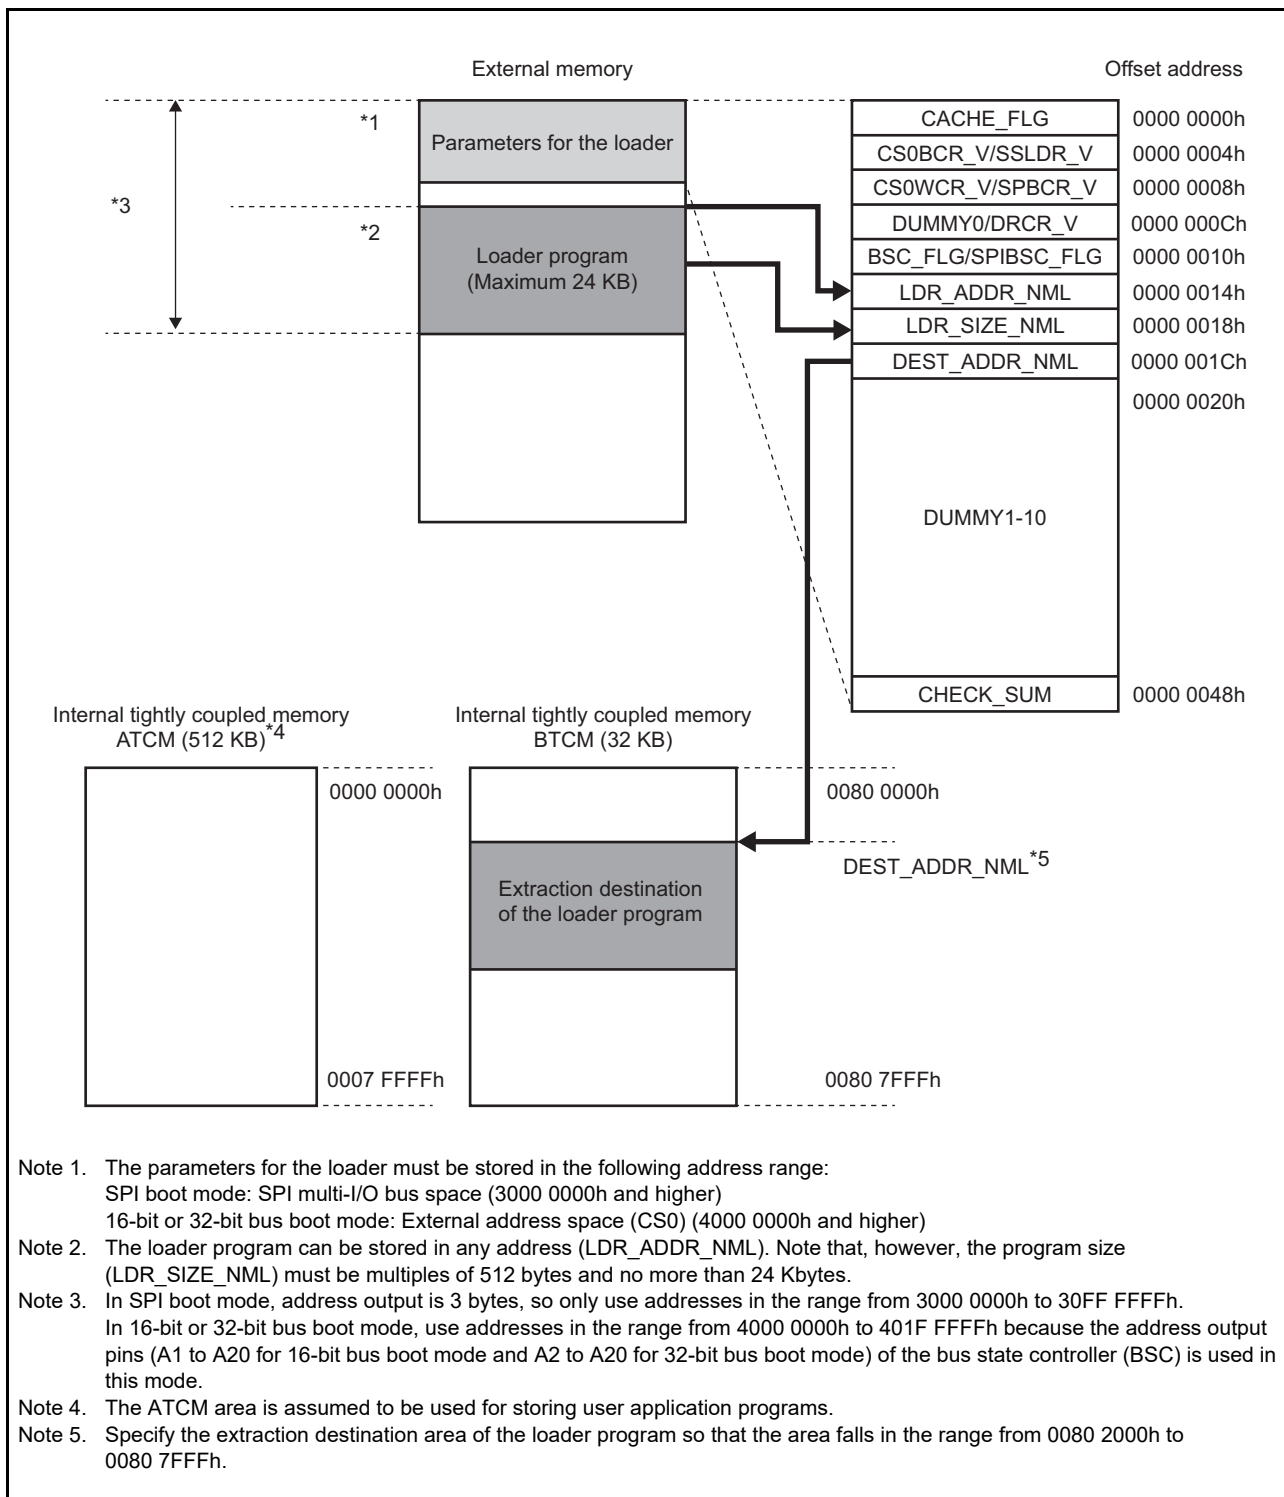 External memory
Offset address
*1
Parameters for the loader
*3
*2
Loader program
(Maximum 24 KB)
CACHE_FLG 0000 0000h
CS0BCR_V/SSLDR_V 0000 0004h
CS0WCR_V/SPBCR_V 0000 0008h
DUMMY0/DRCR_V 0000 000Ch
BSC_FLG/SPIBSC_FLG 0000 0010h
LDR_ADDR_NML 0000 0014h
LDR_SIZE_NML 0000 0018h
DEST_ADDR_NML 0000 001Ch
0000 0020h
DUMMY1-10
CHECK_SUM 0000 0048h
Internal tightly coupled memory
ATCM (512 KB)*4
0000 0000h
0007 FFFFh
Internal tightly coupled memory
BTCM (32 KB)
0080 0000h
DEST_ADDR_NML*5
Extraction destination
of the loader program
0080 7FFFh
Note 1. The parameters for the loader must be stored in the following address range:
SPI boot mode: SPI multi-I/O bus space (3000 0000h and higher)
16-bit or 32-bit bus boot mode: External address space (CS0) (4000 0000h and higher)
Note 2. The loader program can be stored in any address (LDR_ADDR_NML). Note that, however, the program size
(LDR_SIZE_NML) must be multiples of 512 bytes and no more than 24 Kbytes.
Note 3. In SPI boot mode, address output is 3 bytes, so only use addresses in the range from 3000 0000h to 30FF FFFFh.
In 16-bit or 32-bit bus boot mode, use addresses in the range from 4000 0000h to 401F FFFFh because the address output
pins (A1 to A20 for 16-bit bus boot mode and A2 to A20 for 32-bit bus boot mode) of the bus state controller (BSC) is used in
this mode.
Note 4. The ATCM area is assumed to be used for storing user application programs.
Note 5. Specify the extraction destination area of the loader program so that the area falls in the range from 0080 2000h to
0080 7FFFh.